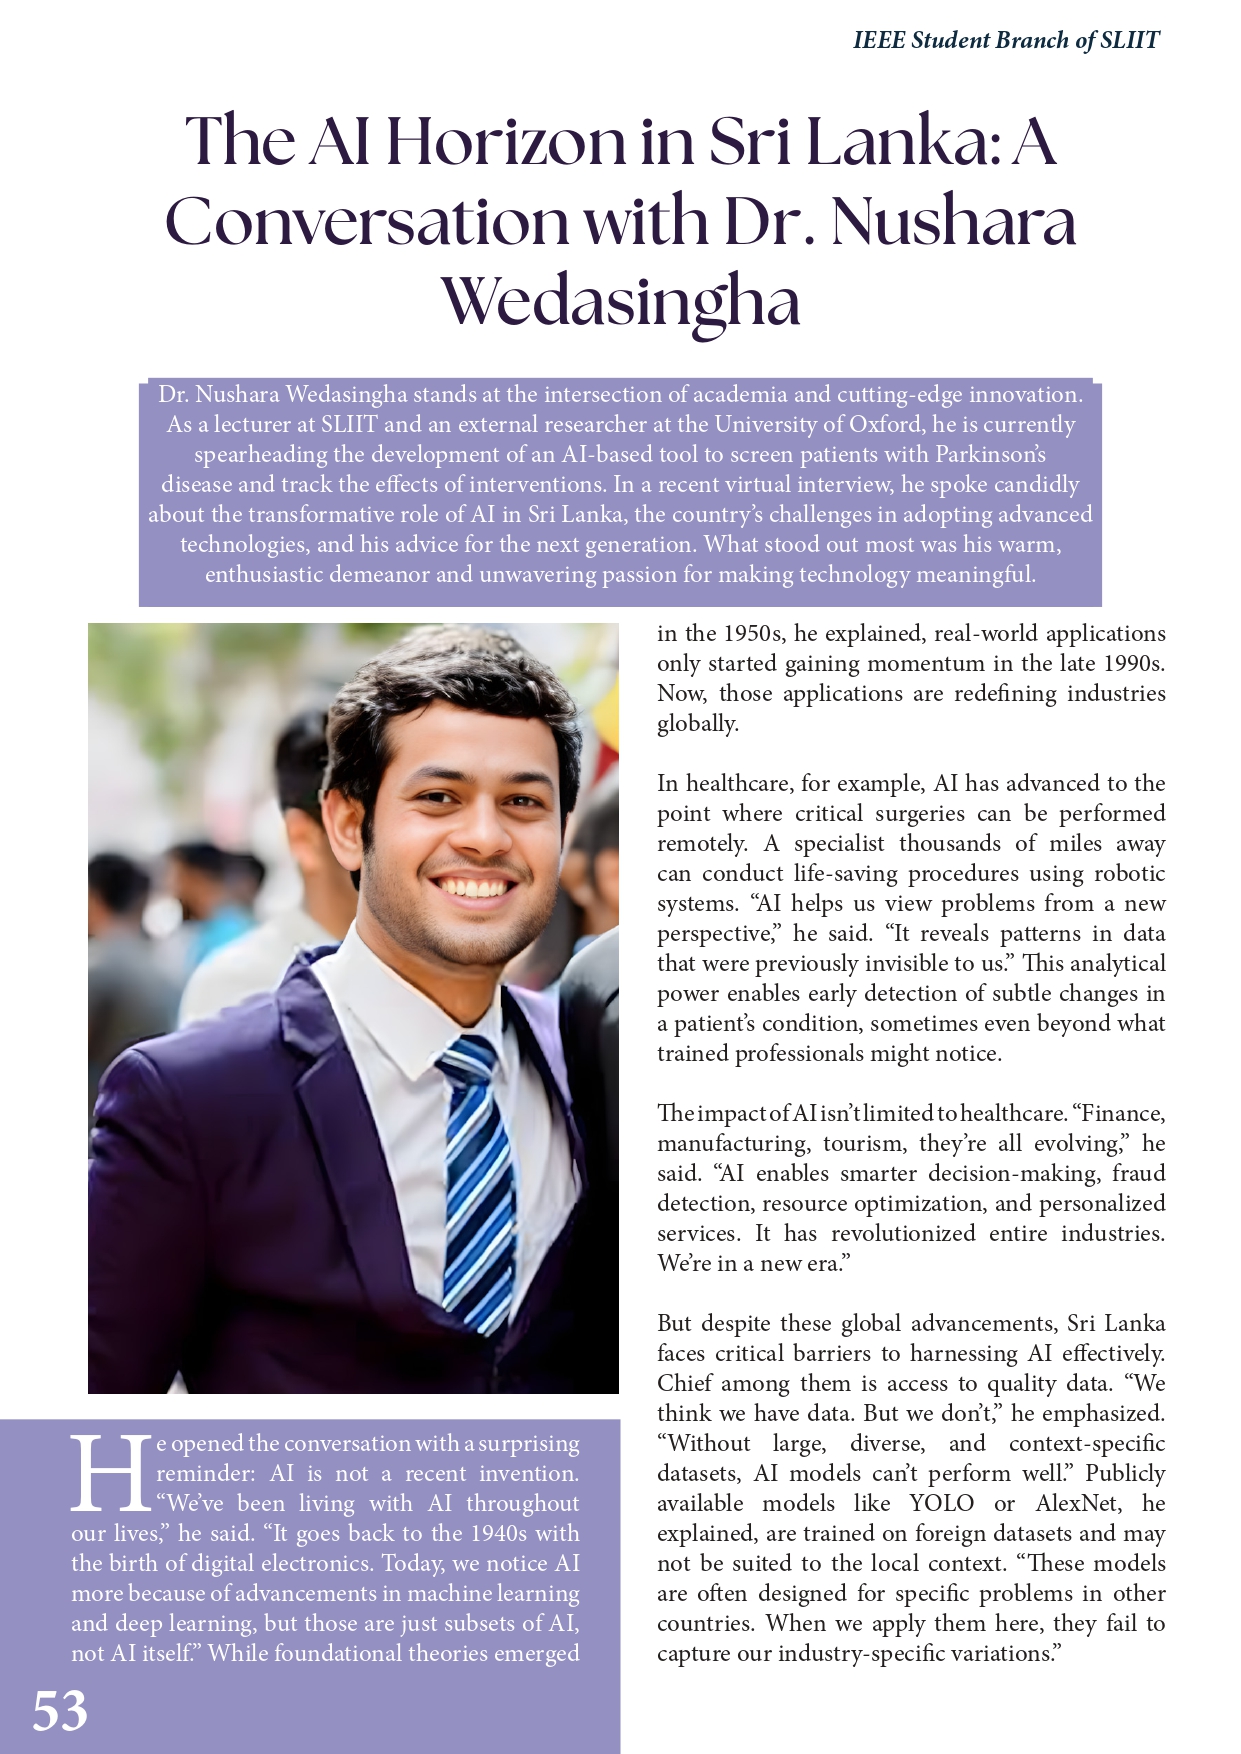 IEEE Student Branch of SLIIT
The AI Horizon in Sri Lanka: A
Conversation with Dr. Nushara
Wedasingha
Dr. Nushara Wedasingha stands at the intersection of academia and cutting-edge innovation.
As a lecturer at SLIIT and an external researcher at the University of Oxford, he is currently
spearheading the development of an AI-based tool to screen patients with Parkinson’s
disease and track the effects of interventions. In a recent virtual interview, he spoke candidly
about the transformative role of AI in Sri Lanka, the country’s challenges in adopting advanced
technologies, and his advice for the next generation. What stood out most was his warm,
enthusiastic demeanor and unwavering passion for making technology meaningful.
He opened the conversation with a surprising
reminder: AI is not a recent invention.
“We’ve been living with AI throughout
our lives,” he said. “It goes back to the 1940s with
the birth of digital electronics. Today, we notice AI
more because of advancements in machine learning
and deep learning, but those are just subsets of AI,
not AI itself.” While foundational theories emerged
in the 1950s, he explained, real-world applications
only started gaining momentum in the late 1990s.
Now, those applications are redefining industries
globally.
In healthcare, for example, AI has advanced to the
point where critical surgeries can be performed
remotely. A specialist thousands of miles away
can conduct life-saving procedures using robotic
systems. “AI helps us view problems from a new
perspective,” he said. “It reveals patterns in data
that were previously invisible to us.” This analytical
power enables early detection of subtle changes in
a patient’s condition, sometimes even beyond what
trained professionals might notice.
The impact of AI isn’t limited to healthcare. “Finance,
manufacturing, tourism, they’re all evolving,” he
said. “AI enables smarter decision-making, fraud
detection, resource optimization, and personalized
services. It has revolutionized entire industries.
We’re in a new era.”
But despite these global advancements, Sri Lanka
faces critical barriers to harnessing AI effectively.
Chief among them is access to quality data. “We
think we have data. But we don’t,” he emphasized.
“Without large, diverse, and context-specific
datasets, AI models can’t perform well.” Publicly
available models like YOLO or AlexNet, he
explained, are trained on foreign datasets and may
not be suited to the local context. “These models
are often designed for specific problems in other
countries. When we apply them here, they fail to
capture our industry-specific variations.”
53